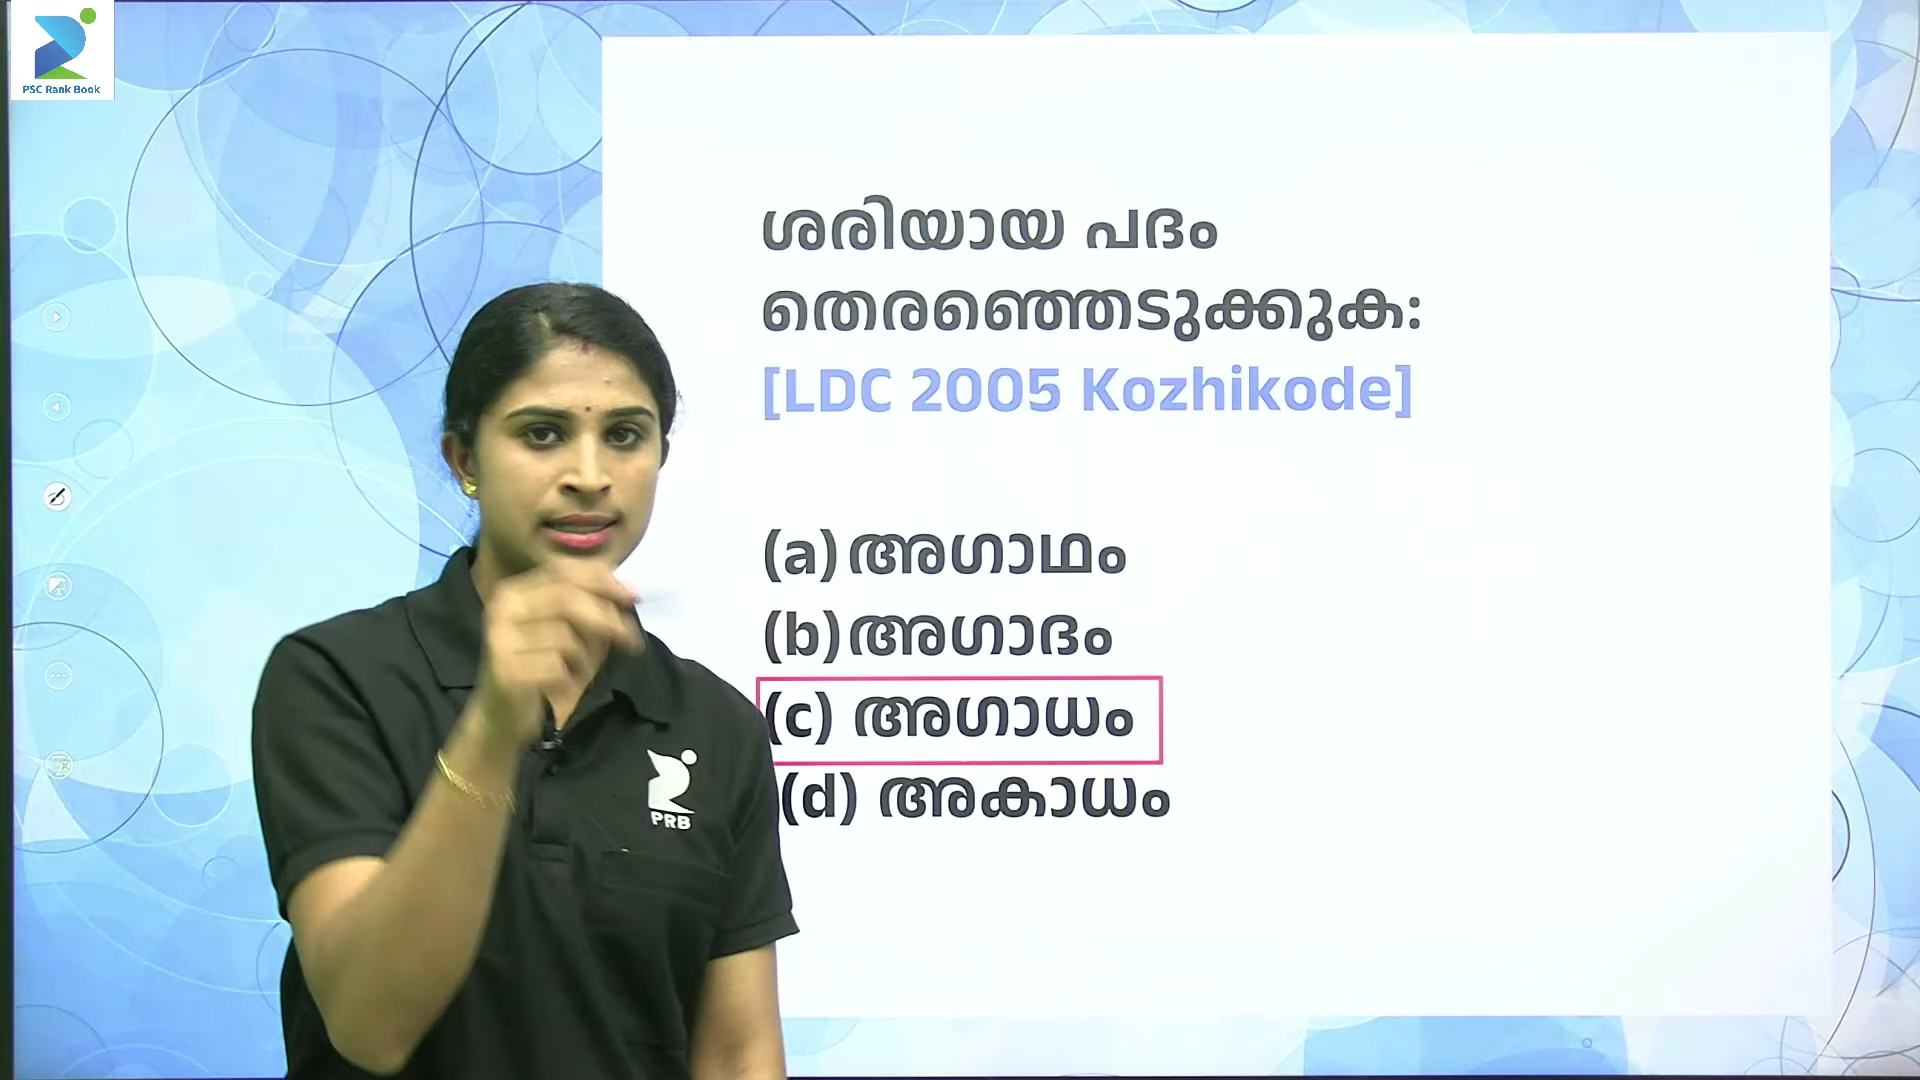 PSC Rank Book
ശരിയായ പദം
തെരഞ്ഞെടുക്കുക:
[LDC 2005 Kozhikode]
(a) അഗാഥം
(b) അഗാദം
(c) അഗാധം
(d) അകാധം
PRB